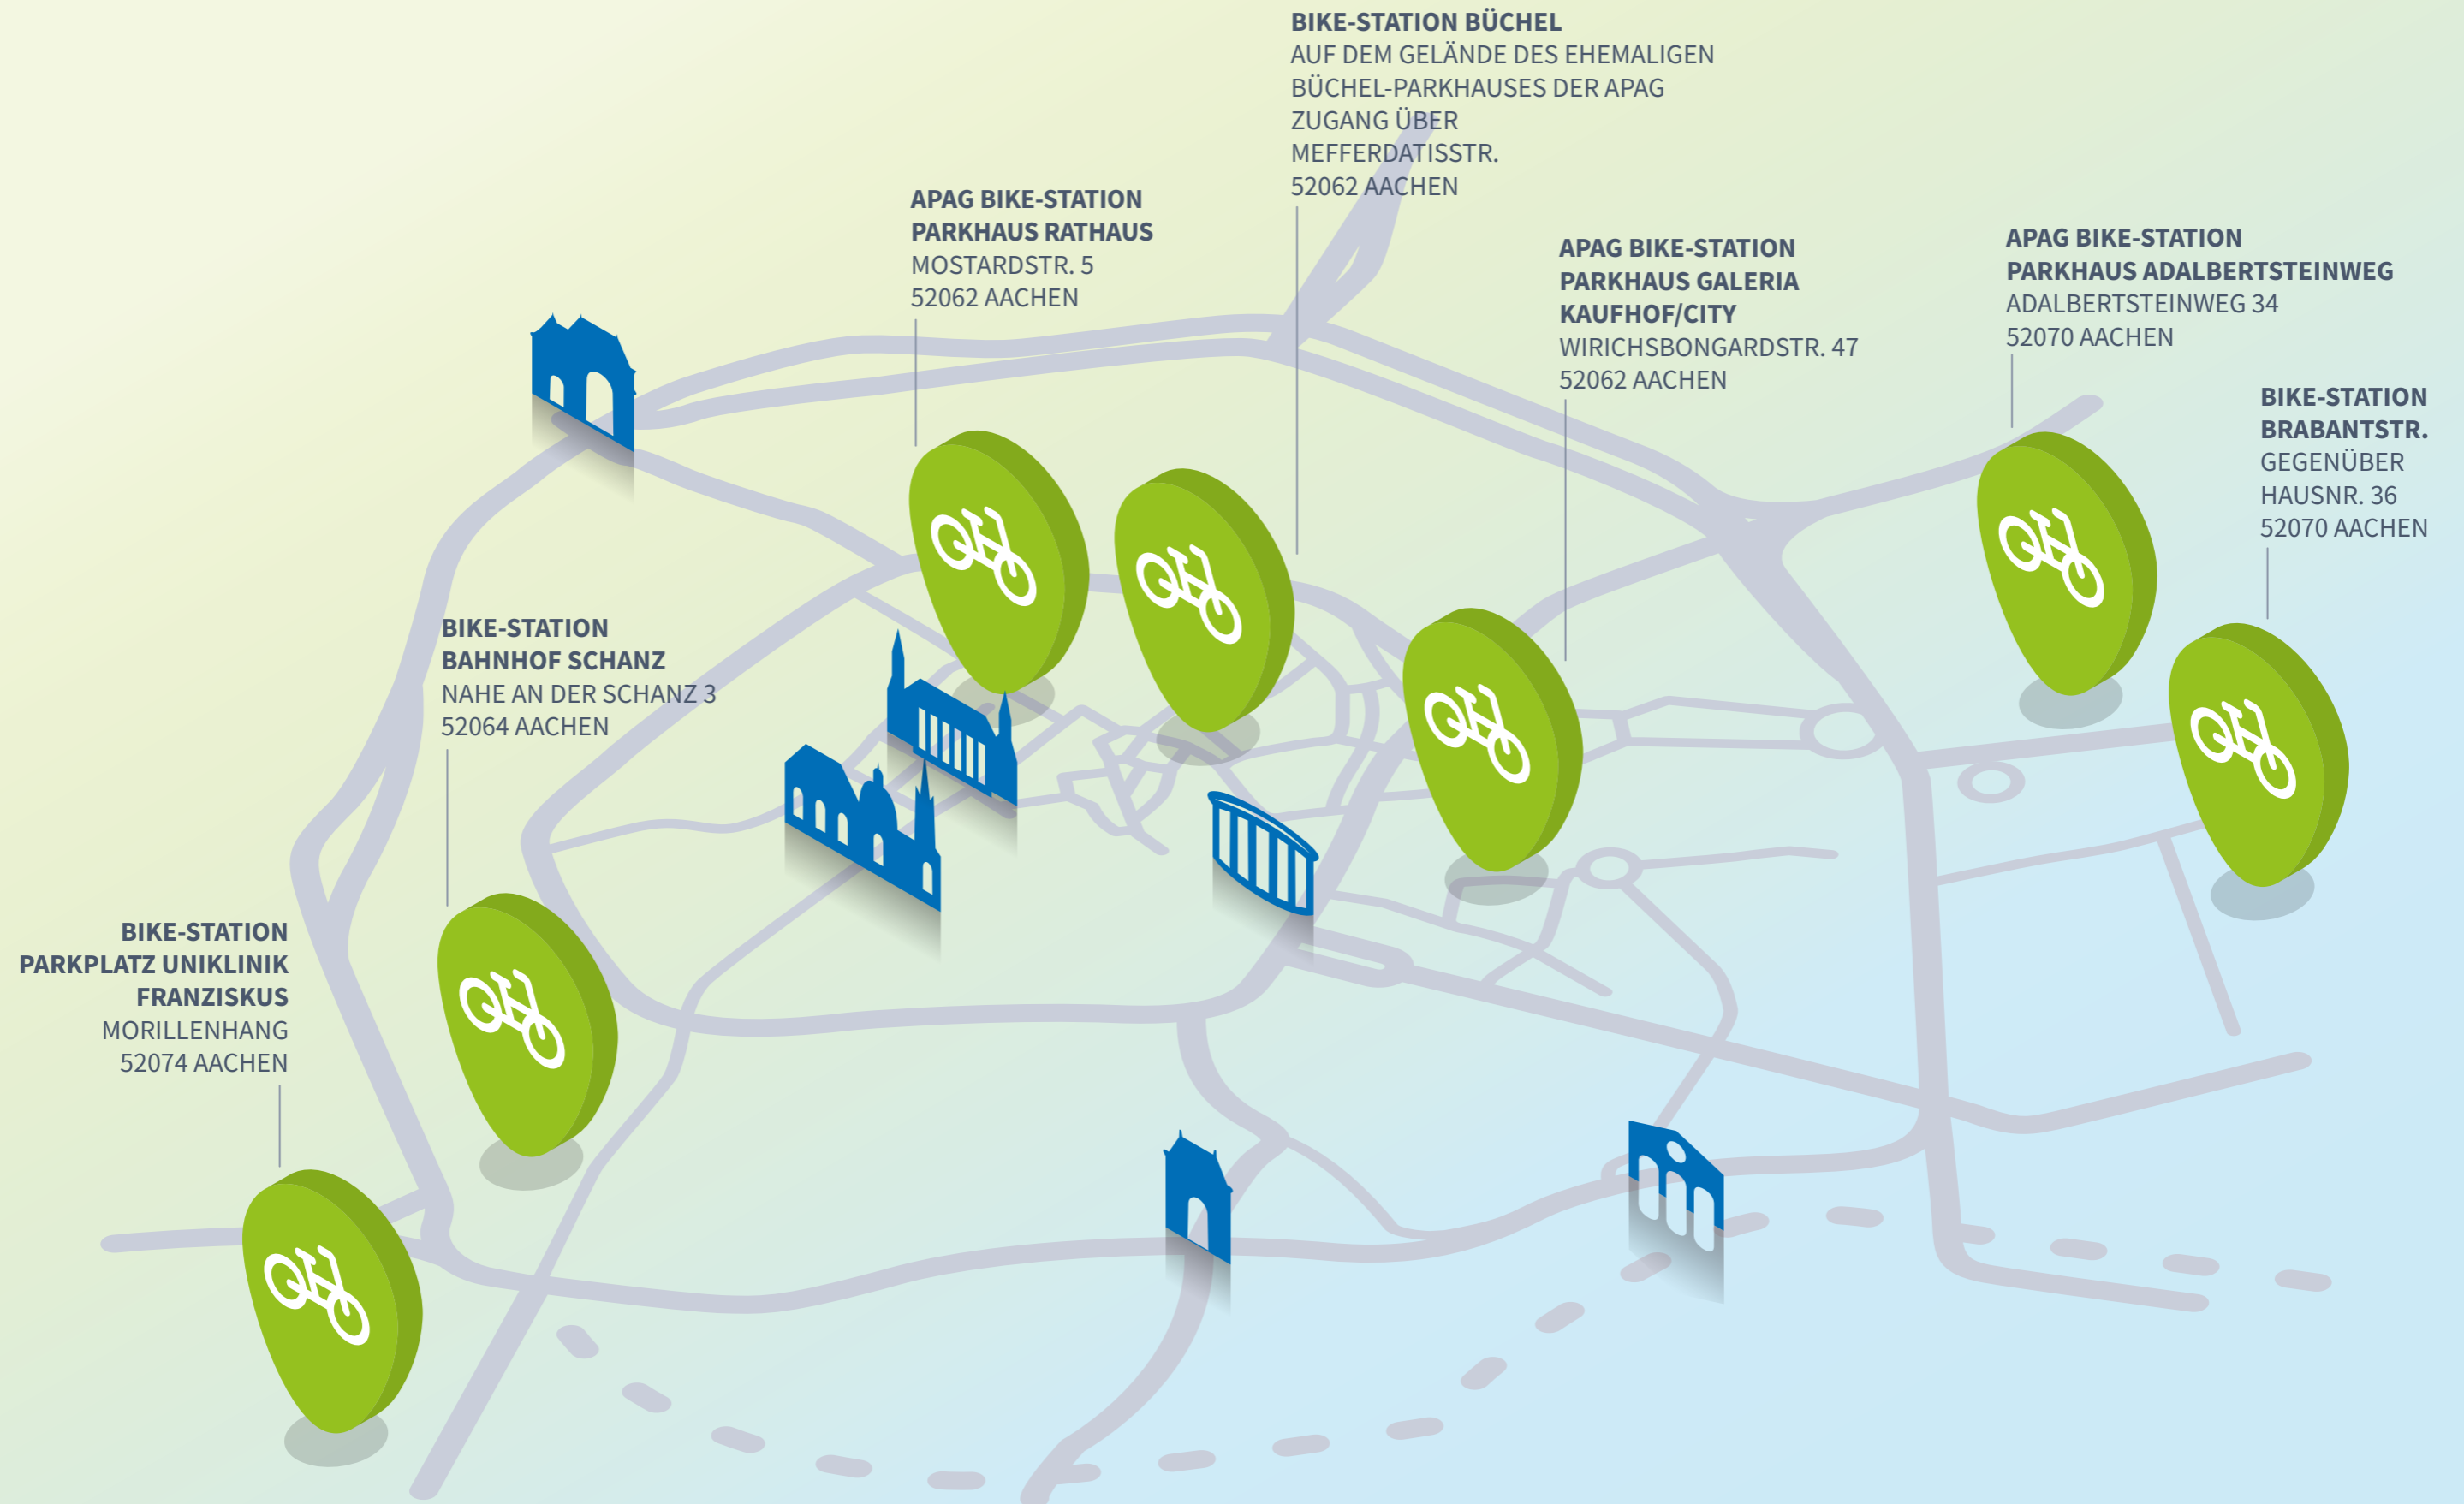 BIKE-STATION BÜCHEL
AUF DEM GELÄNDE DES EHEMALIGEN
BÜCHEL-PARKHAUSES DER APAG
ZUGANG ÜBER
MEFFERDATISSTR.
52062 AACHEN
APAG BIKE-STATION
PARKHAUS RATHAUS
MOSTARDSTR. 5
52062 AACHEN
APAG BIKE-STATION
PARKHAUS GALERIA
KAUFHOF/CITY
WIRICHSBONGARDSTR. 47
52062 AACHEN
APAG BIKE-STATION
PARKHAUS ADALBERTSTEINWEG
ADALBERTSTEINWEG 34
52070 AACHEN
BIKE-STATION
BRABANTSTR.
GEGENÜBER
HAUSNR. 36
52070 AACHEN
BIKE-STATION
BAHNHOF SCHANZ
NAHE AN DER SCHANZ 3
52064 AACHEN
BIKE-STATION
PARKPLATZ UNIKLINIK
FRANZISKUS
MORILLENHANG
52074 AACHEN